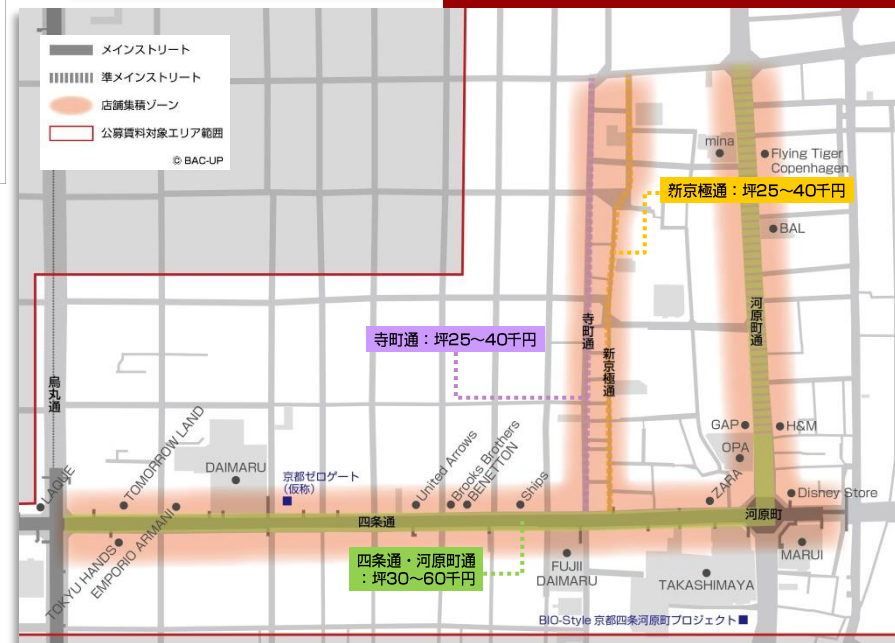 メインストリート
準メインストリート
店舗集積ゾーン
公募賃料対象エリア範囲
© BAC-UP
mina
Flying Tiger
Copenhagen
新京極通：坪25～40千円
BAL
河原町通
寺町通：坪25～40千円
寺町通
新京極通
烏丸通
LAQUE
TOMORROW LAND
DAIMARU
京都ゼロゲート
（仮称）
United Arrows
Brooks Brothers
BENETTON
Ships
GAP
H&M
OPA
ZARA
Disney Store
四条通
河原町
TOKYU HANDS
EMPORIO ARMANI
四条通・河原町通
：坪30～60千円
FUJII
DAIMARU
TAKASHIMAYA
MARUI
BIO-Style 京都四条河原町プロジェクト